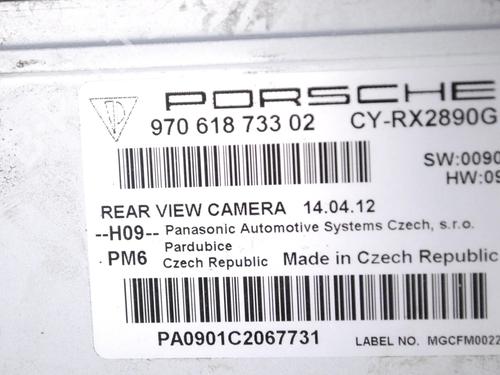 PORSCHE
970 618 733 02 CY-RX2890G
SW:0090
HW:09
REAR VIEW CAMERA 14.04.12
--H09-- Panasonic Automotive Systems Czech, s.r.o.
Pardubice
PM6 Czech Republic Made in Czech Republic
PA0901C2067731 LABEL NO. MGCFM0022